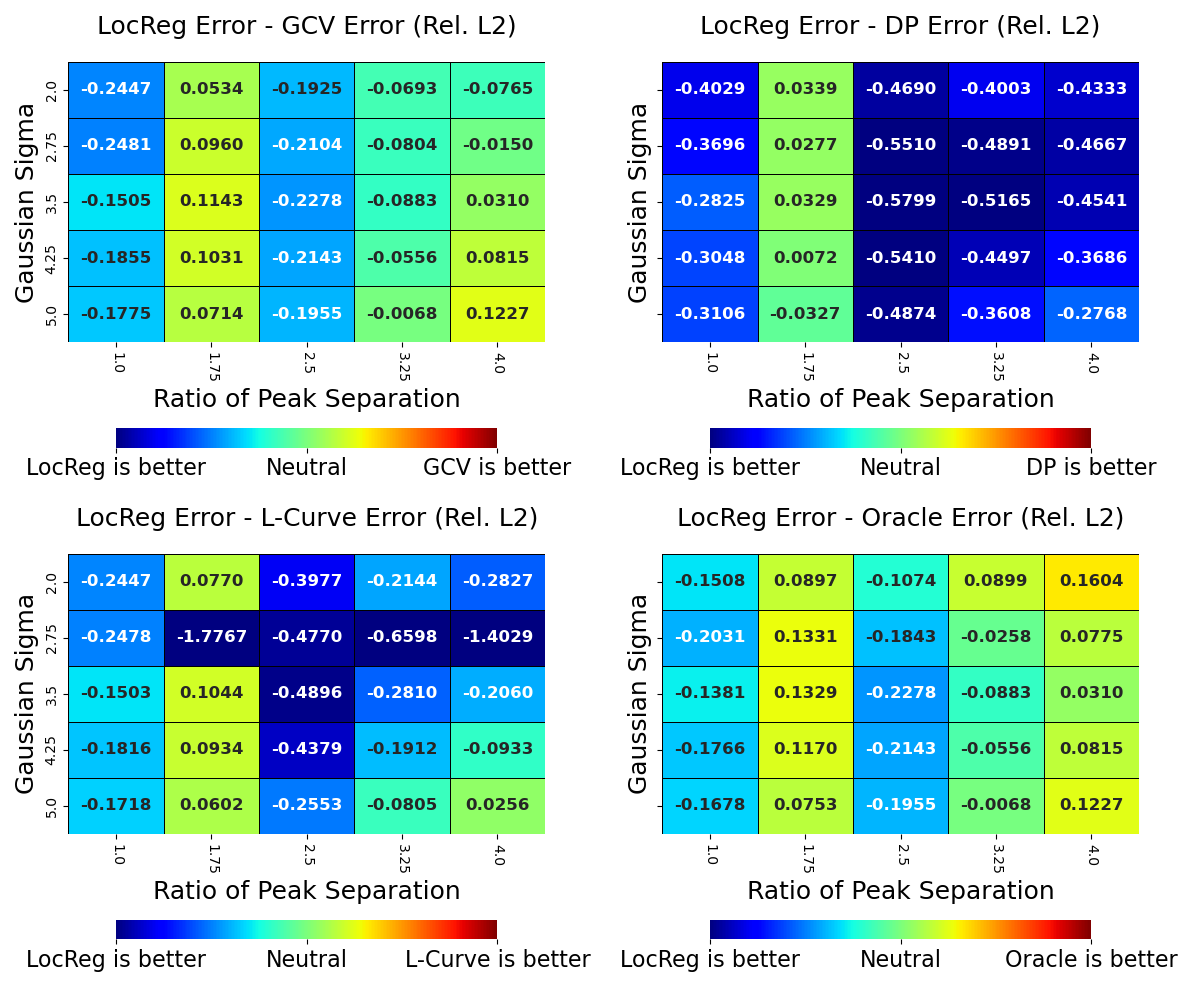 LocReg Error - GCV Error (Rel. L2)
Gaussian Sigma
2.0 -0.2447 0.0534 -0.1925 -0.0693 -0.0765
2.75 -0.2481 0.0960 -0.2104 -0.0804 -0.0150
3.5 -0.1505 0.1143 -0.2278 -0.0883 0.0310
4.25 -0.1855 0.1031 -0.2143 -0.0556 0.0815
5.0 -0.1775 0.0714 -0.1955 -0.0068 0.1227
1.0 1.75 2.5 3.25 4.0
Ratio of Peak Separation
LocReg is better Neutral GCV is better
LocReg Error - DP Error (Rel. L2)
Gaussian Sigma
-0.4029 0.0339 -0.4690 -0.4003 -0.4333
-0.3696 0.0277 -0.5510 -0.4891 -0.4667
-0.2825 0.0329 -0.5799 -0.5165 -0.4541
-0.3048 0.0072 -0.5410 -0.4497 -0.3686
-0.3106 -0.0327 -0.4874 -0.3608 -0.2768
1.0 1.75 2.5 3.25 4.0
Ratio of Peak Separation
LocReg is better Neutral DP is better
LocReg Error - L-Curve Error (Rel. L2)
Gaussian Sigma
2.0 -0.2447 0.0770 -0.3977 -0.2144 -0.2827
2.75 -0.2478 -1.7767 -0.4770 -0.6598 -1.4029
3.5 -0.1503 0.1044 -0.4896 -0.2810 -0.2060
4.25 -0.1816 0.0934 -0.4379 -0.1912 -0.0933
5.0 -0.1718 0.0602 -0.2553 -0.0805 0.0256
1.0 1.75 2.5 3.25 4.0
Ratio of Peak Separation
LocReg is better Neutral L-Curve is better
LocReg Error - Oracle Error (Rel. L2)
Gaussian Sigma
-0.1508 0.0897 -0.1074 0.0899 0.1604
-0.2031 0.1331 -0.1843 -0.0258 0.0775
-0.1381 0.1329 -0.2278 -0.0883 0.0310
-0.1766 0.1170 -0.2143 -0.0556 0.0815
-0.1678 0.0753 -0.1955 -0.0068 0.1227
1.0 1.75 2.5 3.25 4.0
Ratio of Peak Separation
LocReg is better Neutral Oracle is better